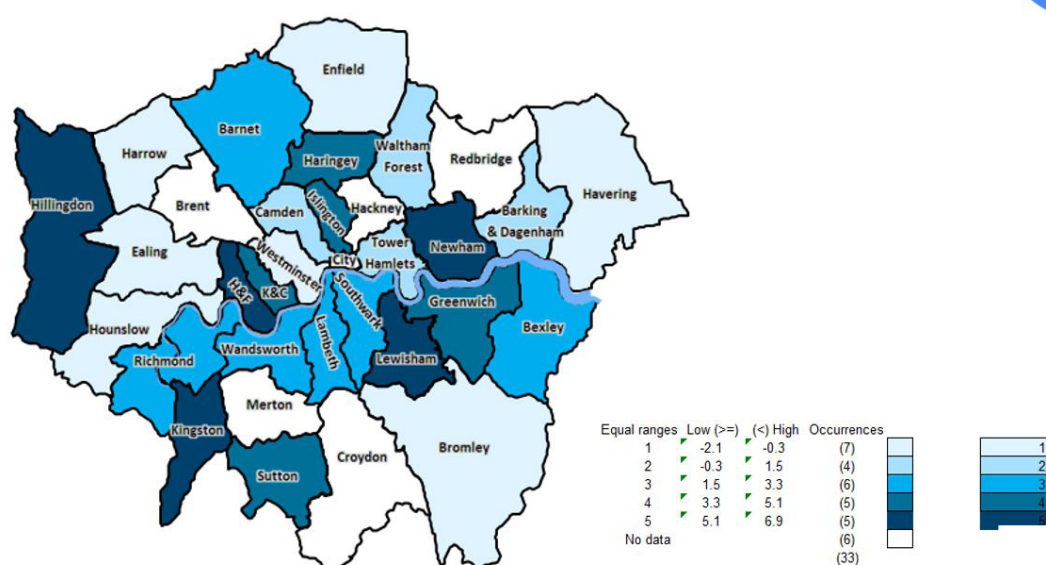 Enfield
Barnet
Waltham
Forest
Harrow
Haringey
Redbridge
Havering
Hillingdon
Brent
Camden
Islington
Hackney
Barking
& Dagenham
Ealing
Westminster
City
Tower
Hamlets
Newham
H&F
K&C
Southwark
Greenwich
Hounslow
Bexley
Richmond
Wandsworth
Lambeth
Lewisham
Merton
Kingston
Croydon
Bromley
Sutton
Equal ranges Low (>=) (<) High Occurrences
1 -2.1 -0.3 (7) 1
2 -0.3 1.5 (4) 2
3 1.5 3.3 (6) 3
4 3.3 5.1 (5) 4
5 5.1 6.9 (5) 5
No data (6)
(33)